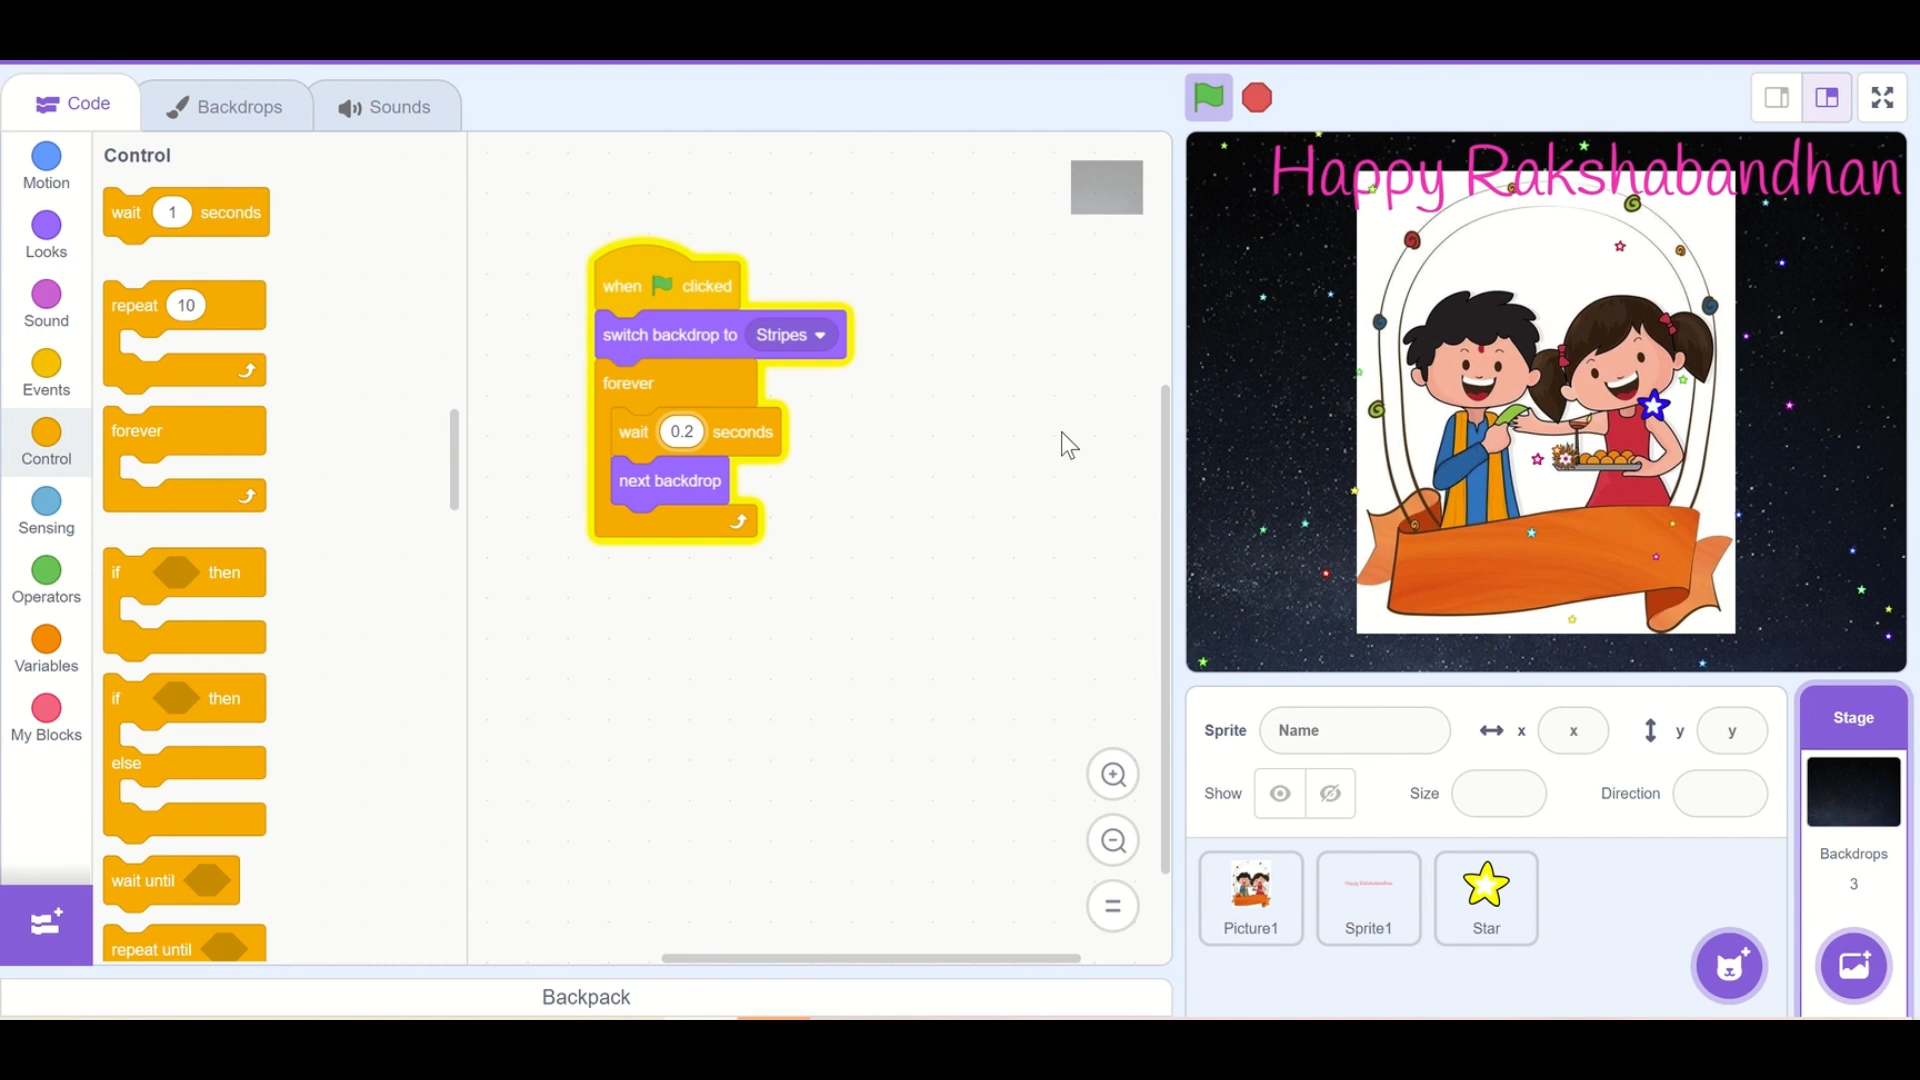 Code
Backdrops
Sounds
Motion
Looks
Sound
Events
Control
Sensing
Operators
Variables
My Blocks
Control
wait 1 seconds
repeat 10
forever
if then
if then
else
wait until
repeat until
when clicked
switch backdrop to Stripes
forever
wait 0.2 seconds
next backdrop
=
Backpack
Happy Rakshabandhan
Sprite Name x x y y
Show Size Direction
Picture1
Happy Rakshabandhan
Sprite1
Star
Stage
Backdrops
3